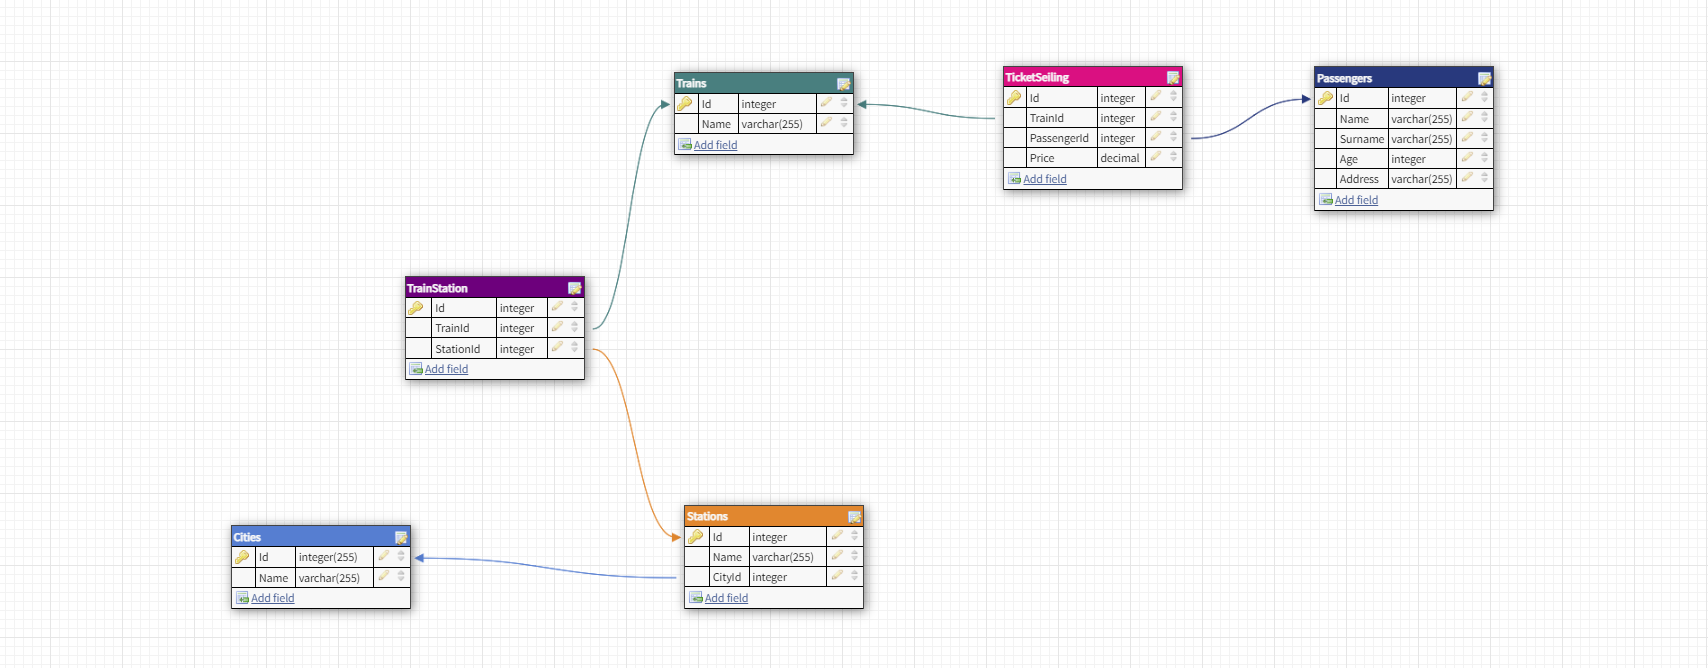 Trains
Id integer
Name varchar(255)
Add field
TicketSeiling
Id integer
TrainId integer
PassengerId integer
Price decimal
Add field
Passengers
Id integer
Name varchar(255)
Surname varchar(255)
Age integer
Address varchar(255)
Add field
TrainStation
Id integer
TrainId integer
StationId integer
Add field
Cities
Id integer(255)
Name varchar(255)
Add field
Stations
Id integer
Name varchar(255)
CityId integer
Add field